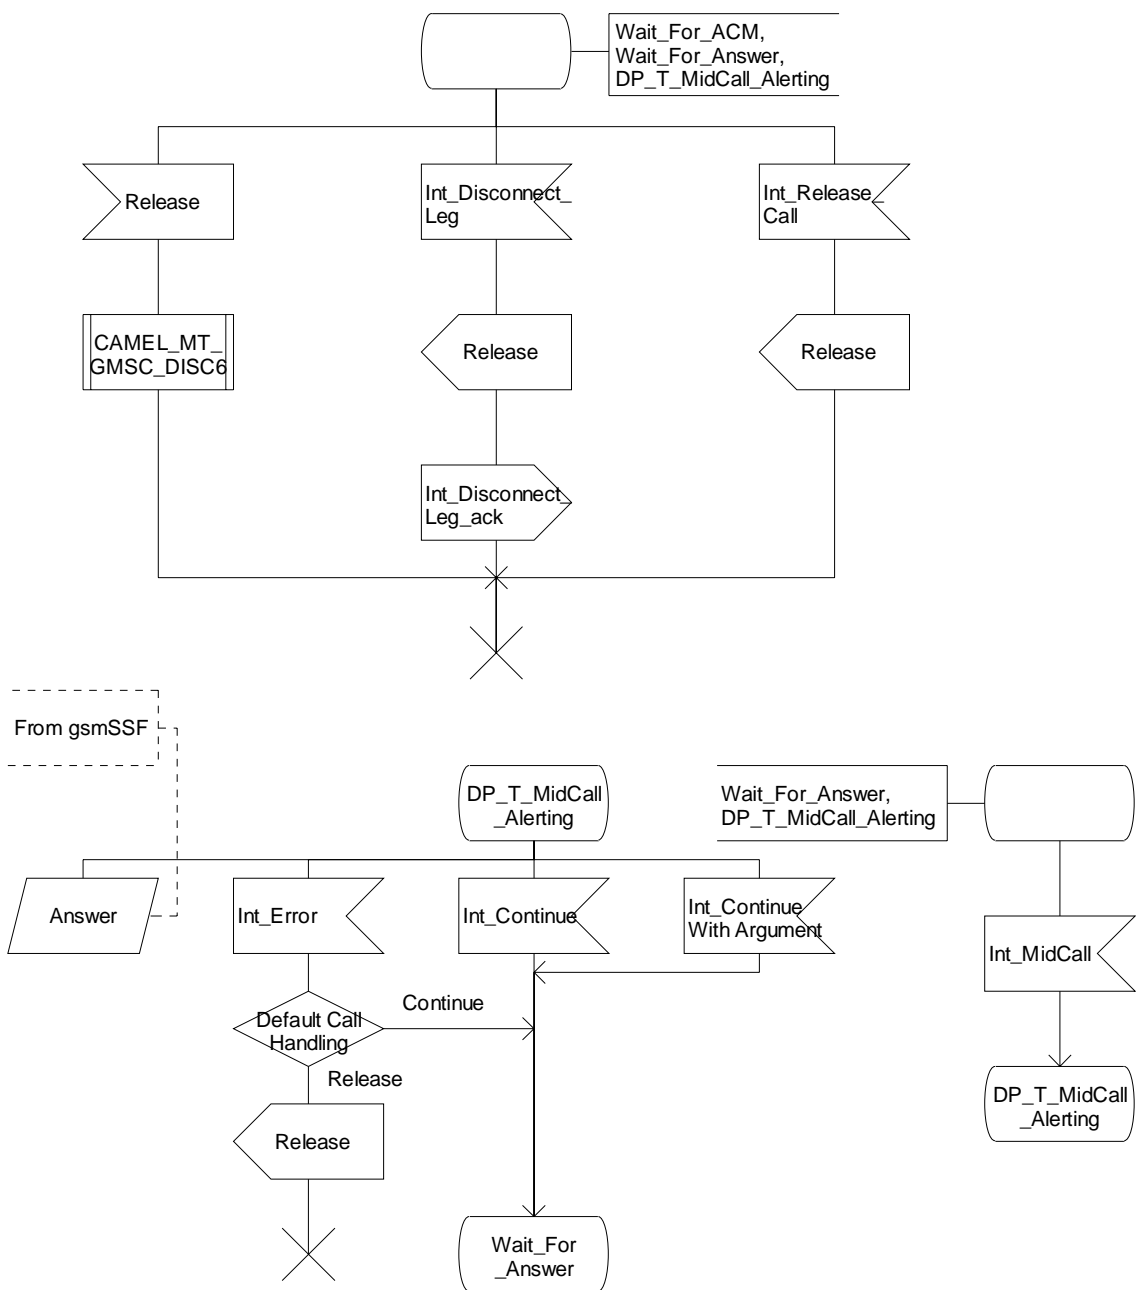 Wait_For_ACM,
Wait_For_Answer,
DP_T_MidCall_Alerting
Release
Int_Disconnect_
Leg
Int_Release_
Call
CAMEL_MT_
GMSC_DISC6
Release
Release
Int_Disconnect_
Leg_ack
From gsmSSF
DP_T_MidCall
_Alerting
Wait_For_Answer,
DP_T_MidCall_Alerting
Answer
Int_Error
Int_Continue
Int_Continue
With Argument
Int_MidCall
Default Call
Handling
Continue
Release
DP_T_MidCall
_Alerting
Release
Wait_For
_Answer